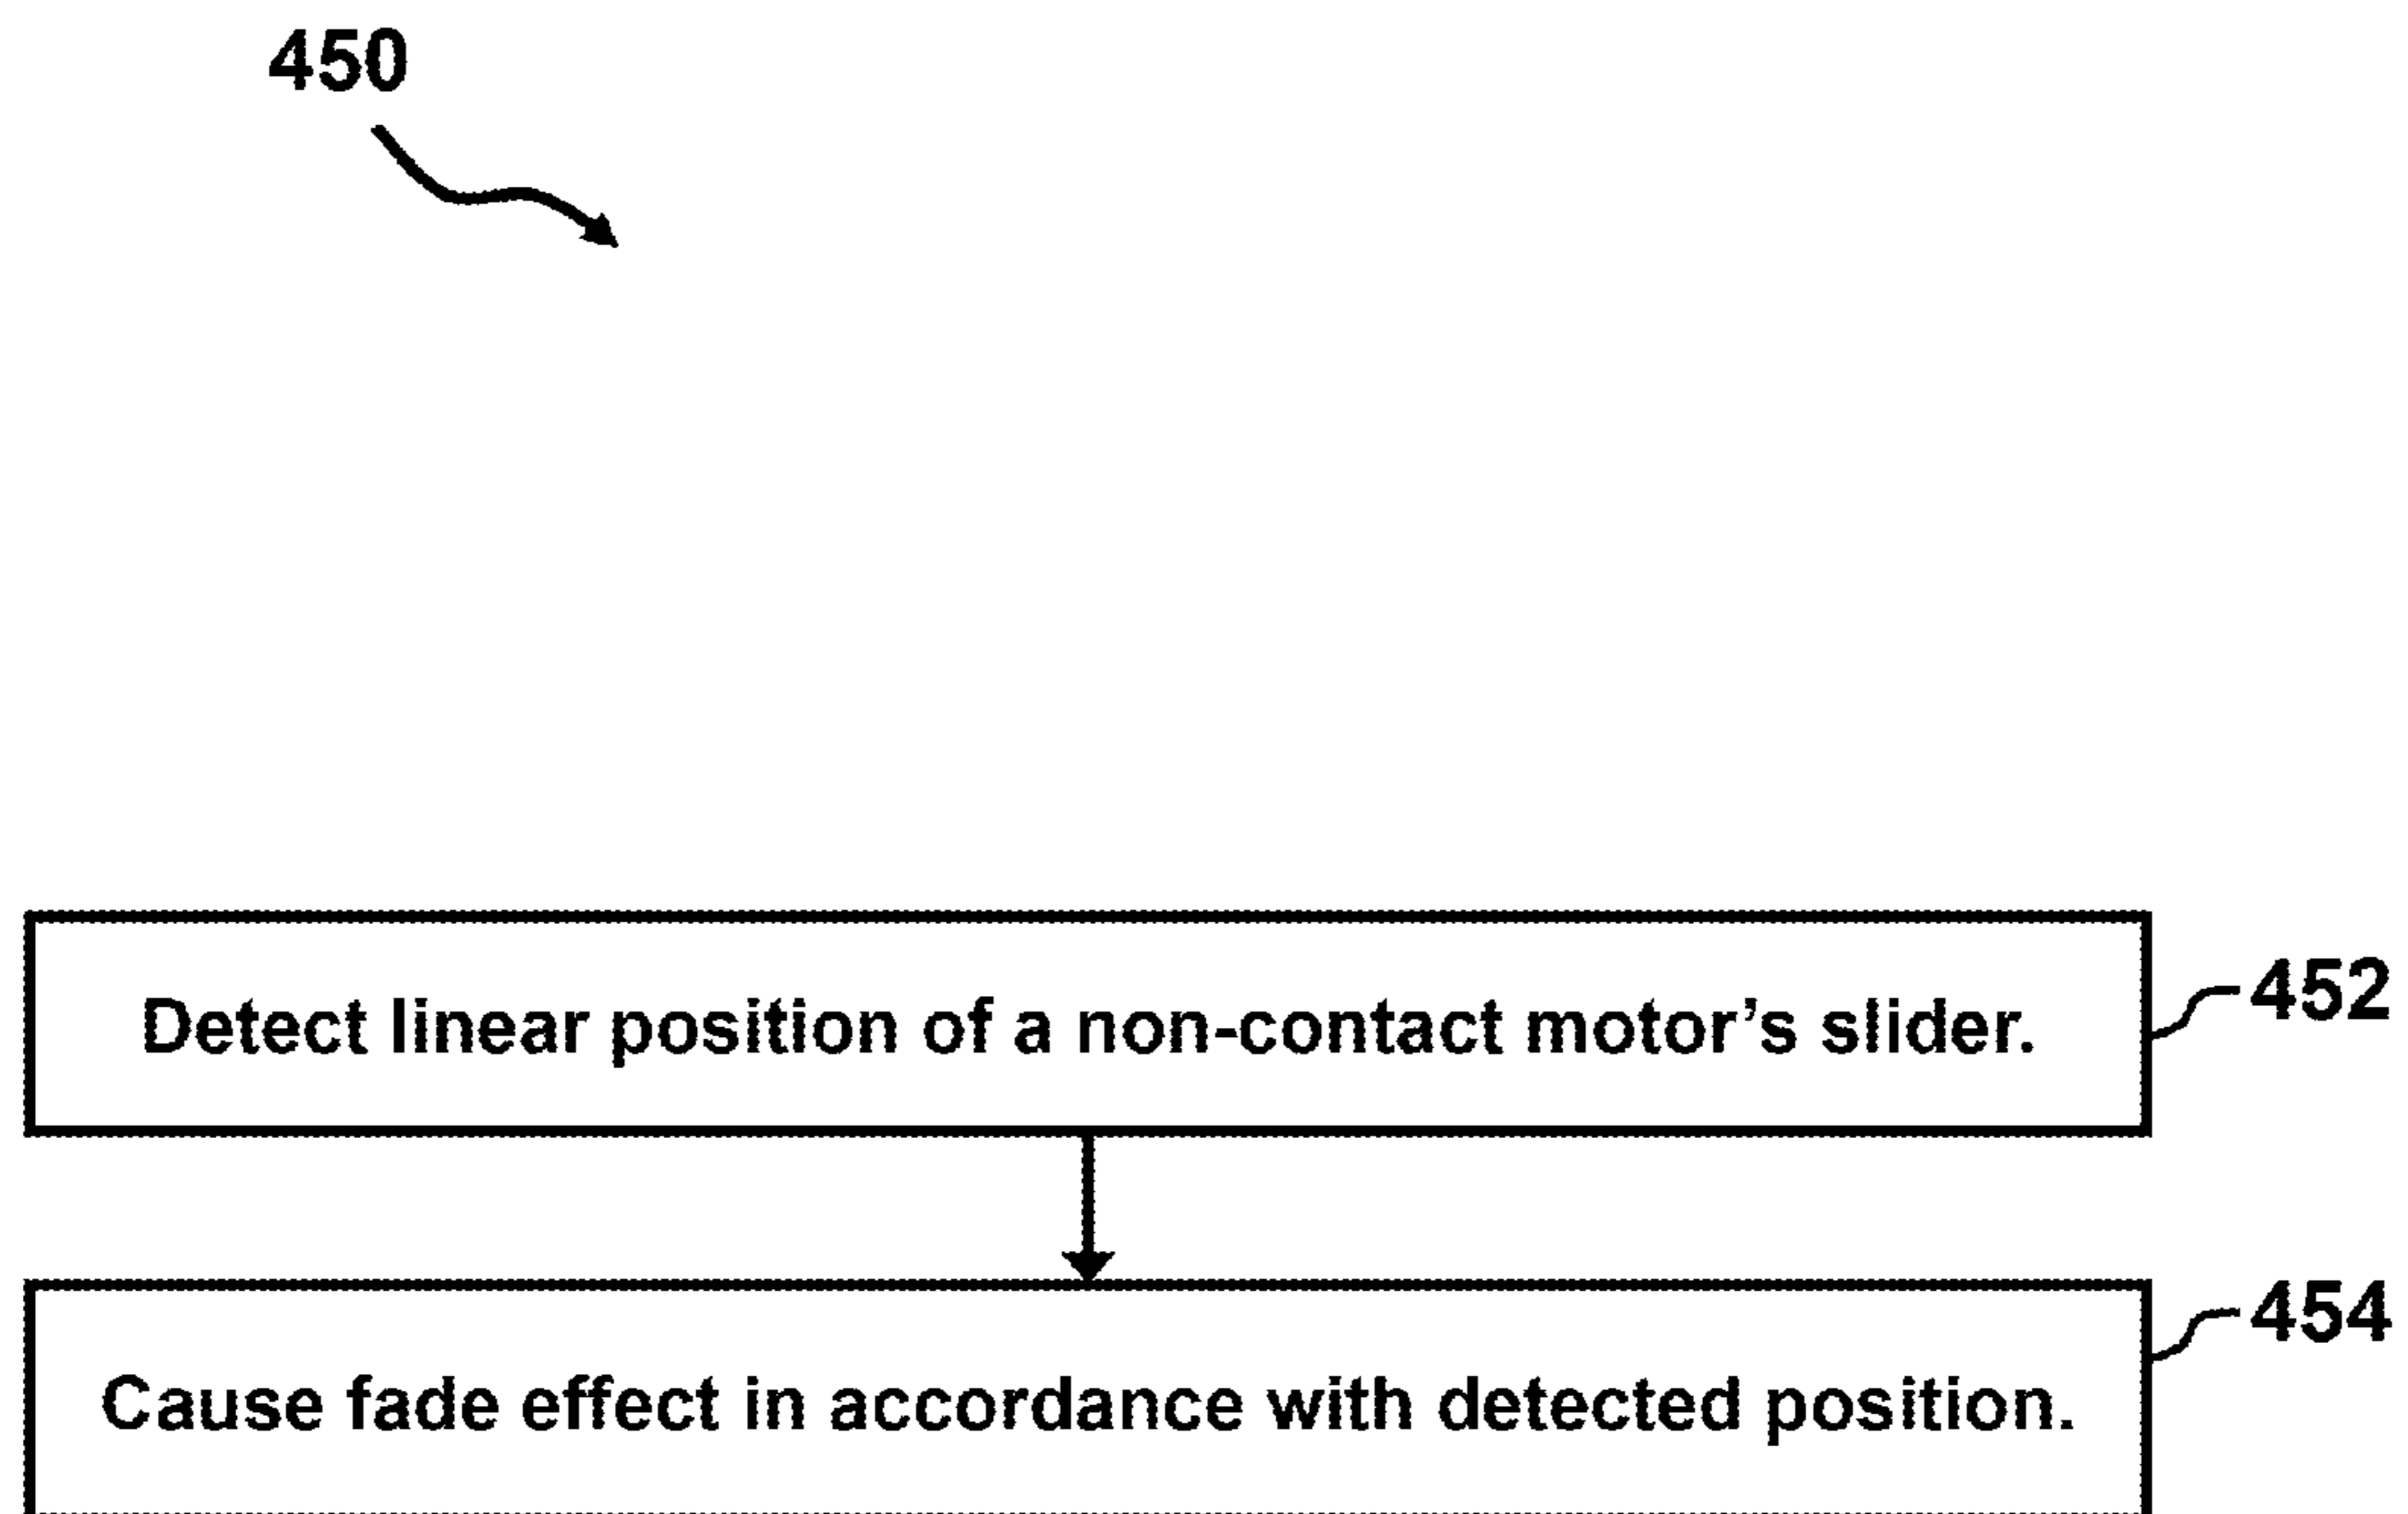 450
Detect linear position of a non-contact motor’s slider.
452
454
Cause fade effect in accordance with detected position.